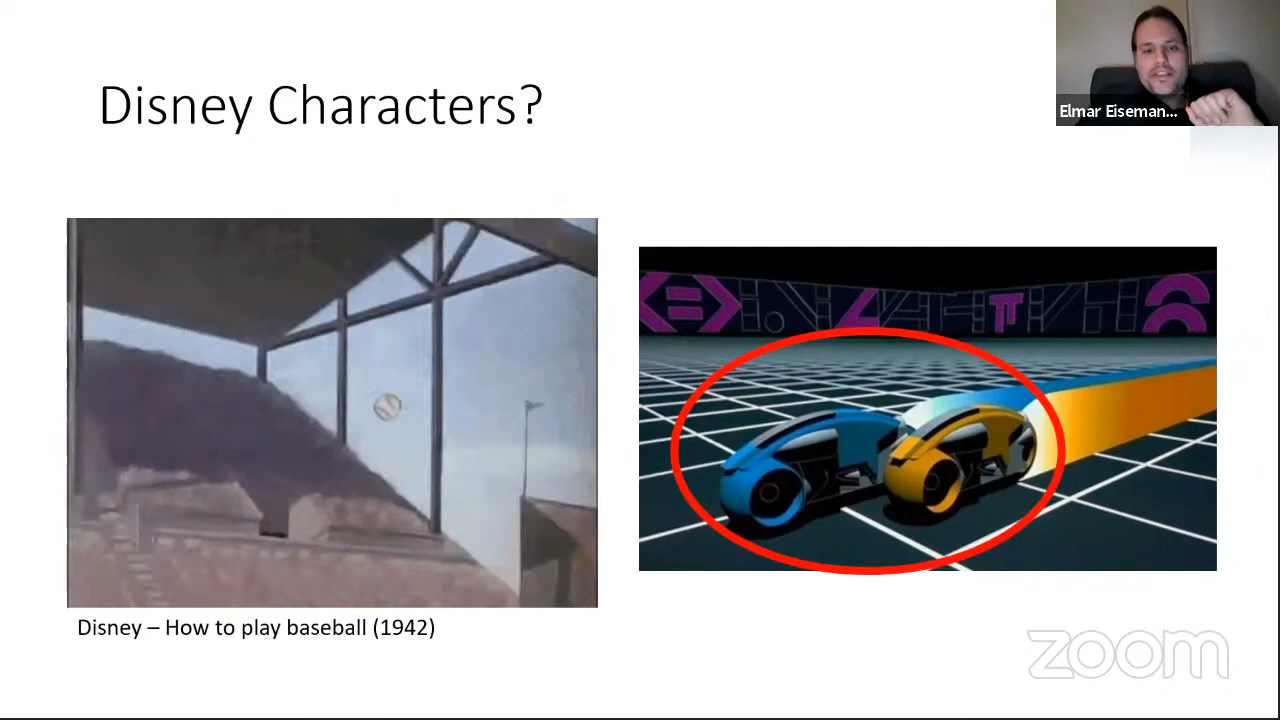 Disney Characters?
Elmar Eiseman...
Disney – How to play baseball (1942)
zoom